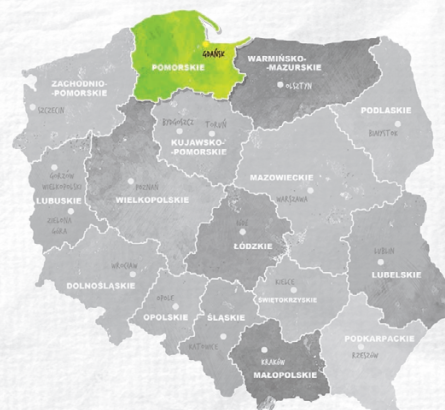 GDAŃSK
POMORSKIE
WARMIŃSKO-
-MAZURSKIE
OLSZTYN
ZACHODNIO-
-POMORSKIE
SZCZECIN
PODLASKIE
BIAŁYSTOK
BYDGOSZCZ
TORUŃ
KUJAWSKO-
-POMORSKIE
GORZÓW
WIELKOPOLSKI
LUBUSKIE
ZIELONA
GÓRA
POZNAŃ
WIELKOPOLSKIE
MAZOWIECKIE
WARSZAWA
ŁÓDZKIE
LUBLIN
LUBELSKIE
WROCŁAW
DOLNOŚLĄSKIE
OPOLE
OPOLSKIE
ŚLĄSKIE
KATOWICE
KIELCE
ŚWIĘTOKRZYSKIE
KRAKÓW
MAŁOPOLSKIE
PODKARPACKIE
RZESZÓW